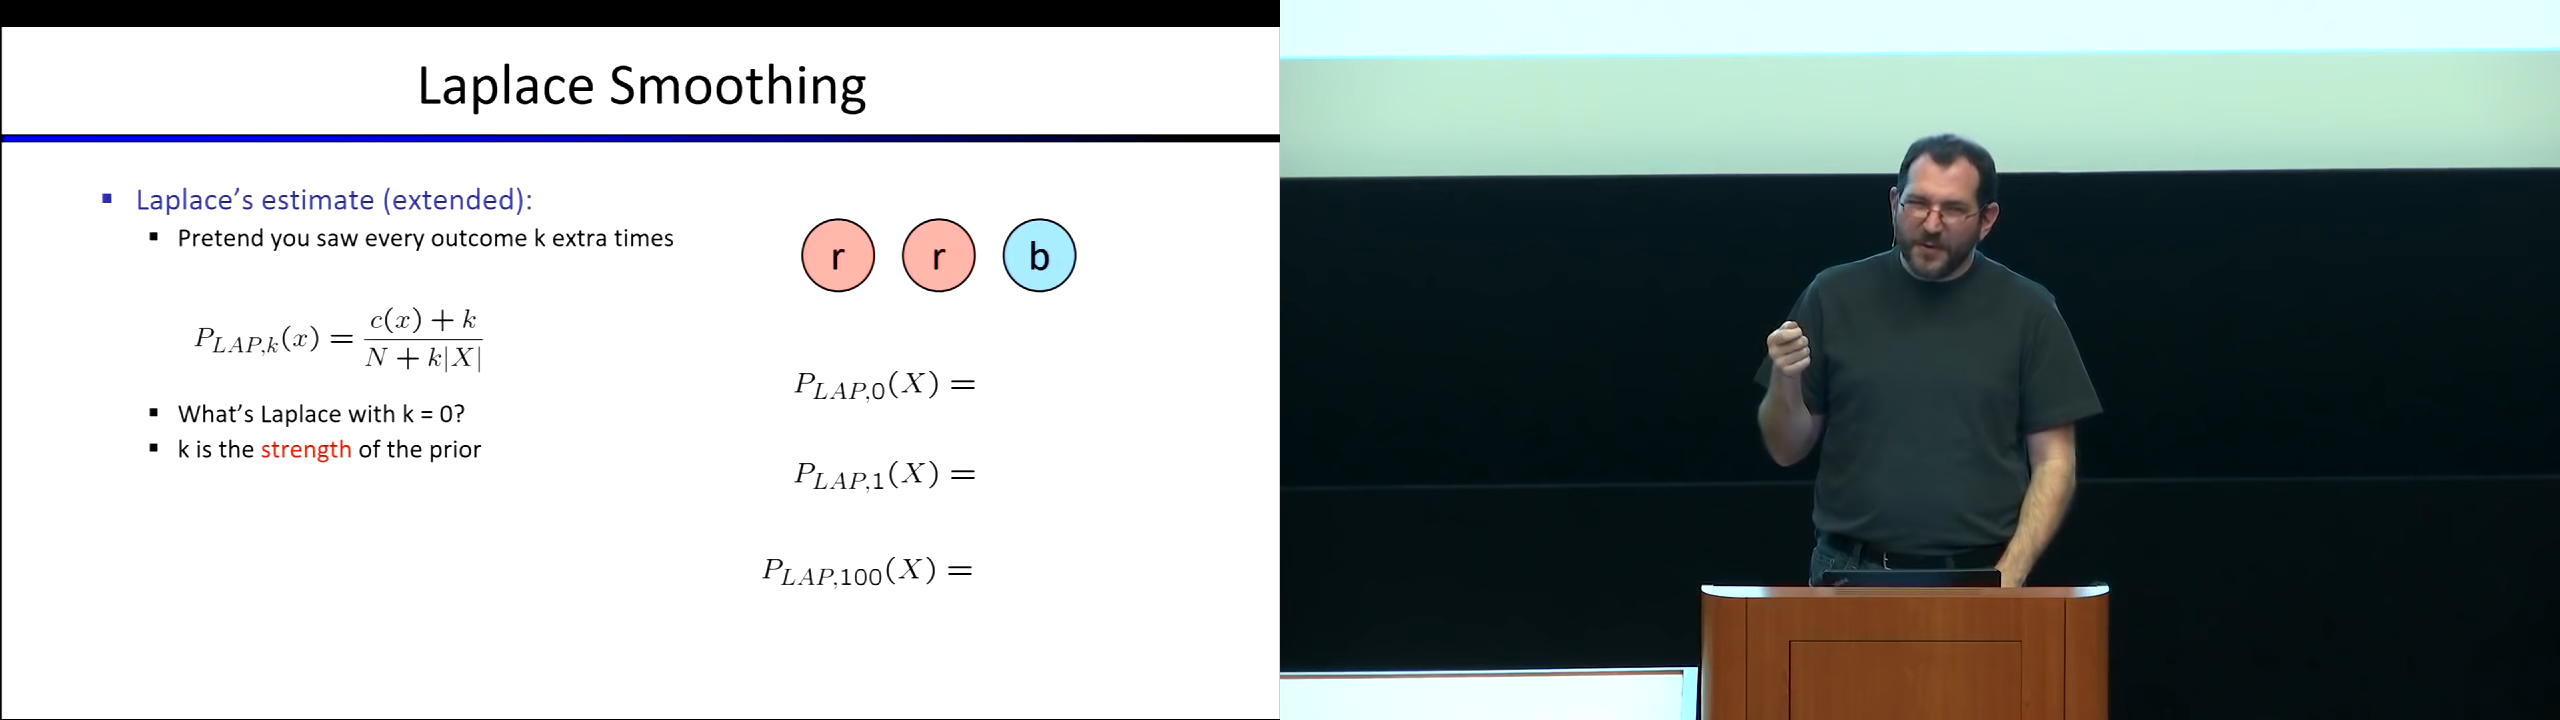 Laplace Smoothing
▪ Laplace's estimate (extended):
▪ Pretend you saw every outcome k extra times
r r b
P_{LAP,k}(x) = \frac{c(x) + k}{N + k|X|}
▪ What's Laplace with k = 0?
▪ k is the strength of the prior
P_{LAP,0}(X) =
P_{LAP,1}(X) =
P_{LAP,100}(X) =